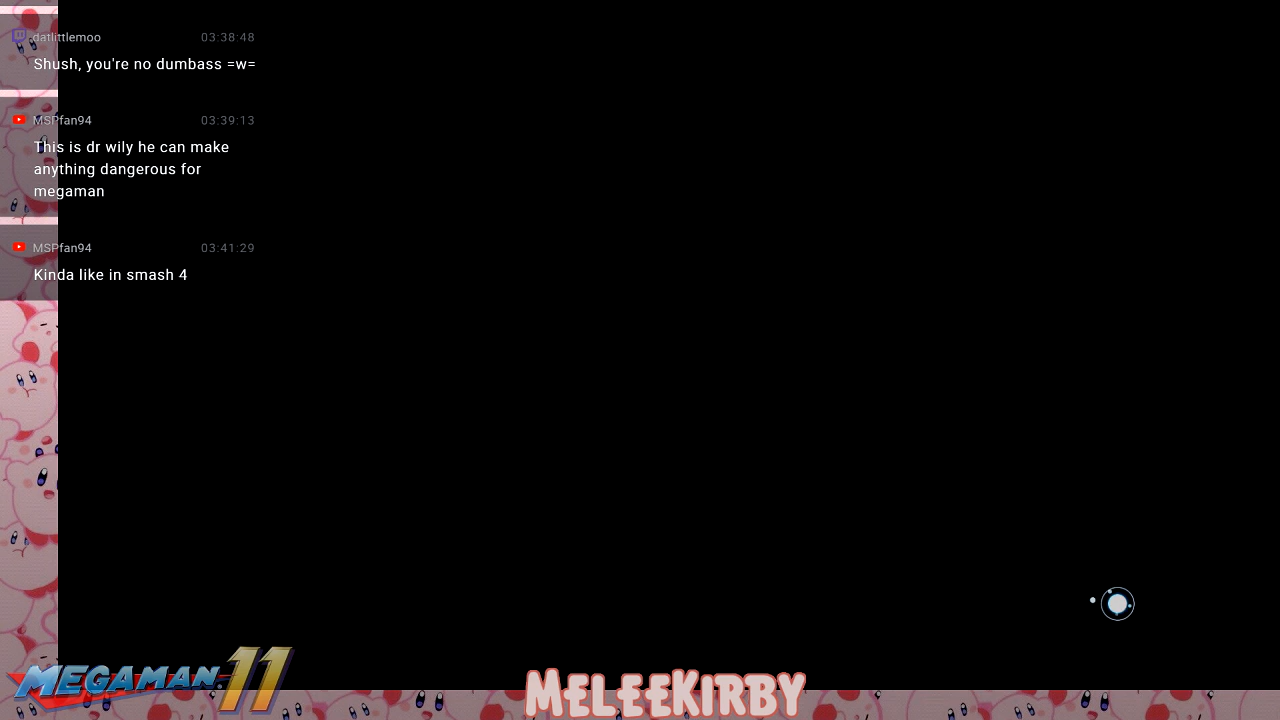 datlittlemoo 03:38:48
Shush, you're no dumbass =w=
MSPfan94 03:39:13
This is dr wily he can make
anything dangerous for
megaman
MSPfan94 03:41:29
Kinda like in smash 4
MEGAMAN 11
MELEEKIRBY